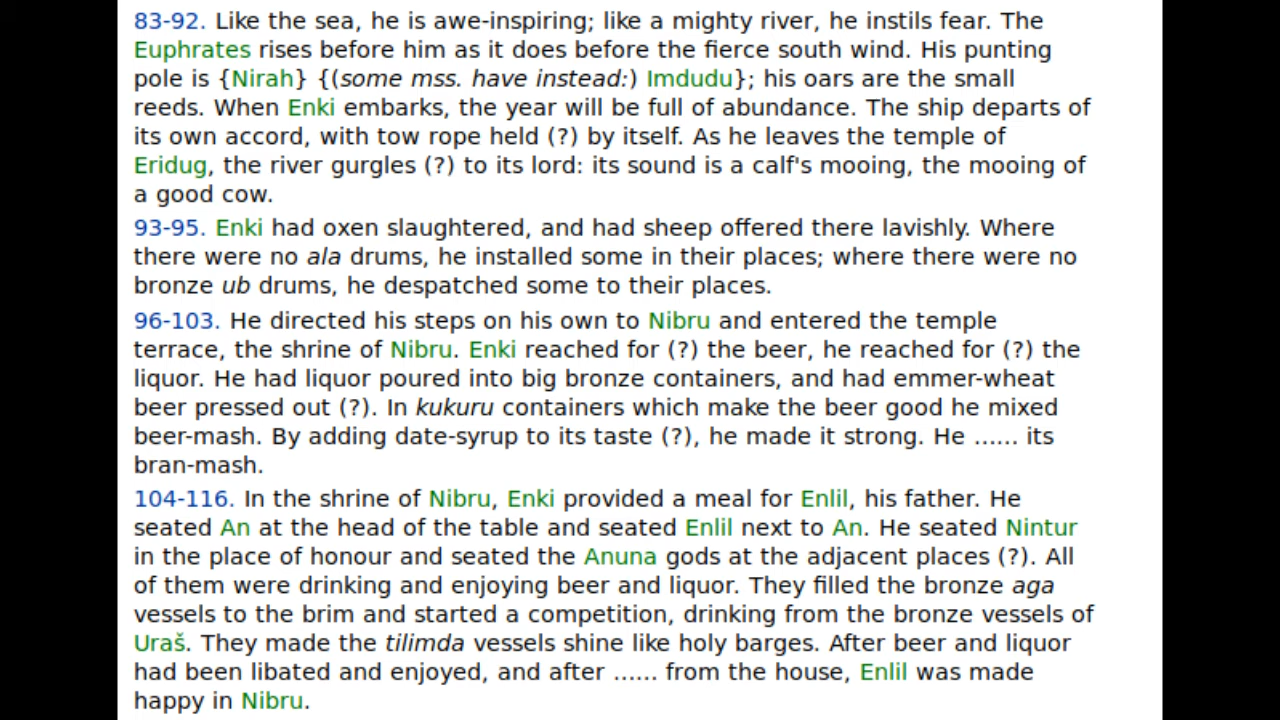 83-92. Like the sea, he is awe-inspiring; like a mighty river, he instils fear. The
Euphrates rises before him as it does before the fierce south wind. His punting
pole is {Nirah} {(some mss. have instead:) Imdudu}; his oars are the small
reeds. When Enki embarks, the year will be full of abundance. The ship departs of
its own accord, with tow rope held (?) by itself. As he leaves the temple of
Eridug, the river gurgles (?) to its lord: its sound is a calf's mooing, the mooing of
a good cow.
93-95. Enki had oxen slaughtered, and had sheep offered there lavishly. Where
there were no ala drums, he installed some in their places; where there were no
bronze ub drums, he despatched some to their places.
96-103. He directed his steps on his own to Nibru and entered the temple
terrace, the shrine of Nibru. Enki reached for (?) the beer, he reached for (?) the
liquor. He had liquor poured into big bronze containers, and had emmer-wheat
beer pressed out (?). In kukuru containers which make the beer good he mixed
beer-mash. By adding date-syrup to its taste (?), he made it strong. He ...... its
bran-mash.
104-116. In the shrine of Nibru, Enki provided a meal for Enlil, his father. He
seated An at the head of the table and seated Enlil next to An. He seated Nintur
in the place of honour and seated the Anuna gods at the adjacent places (?). All
of them were drinking and enjoying beer and liquor. They filled the bronze aga
vessels to the brim and started a competition, drinking from the bronze vessels of
Uraš. They made the tilimda vessels shine like holy barges. After beer and liquor
had been libated and enjoyed, and after ...... from the house, Enlil was made
happy in Nibru.